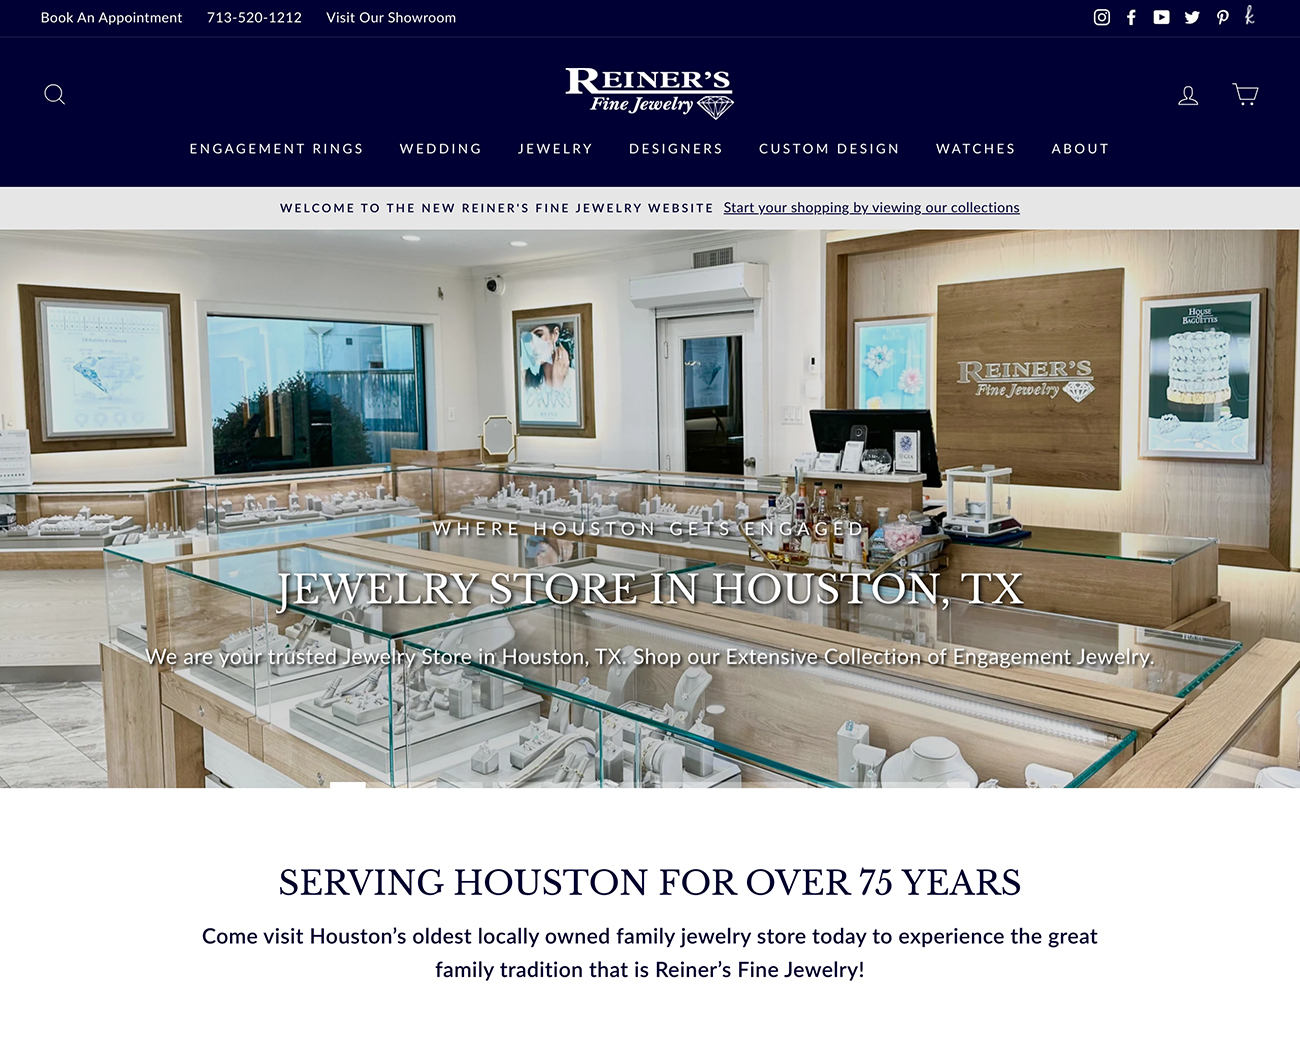 Book An Appointment 713-520-1212 Visit Our Showroom
REINER'S
Fine Jewelry
ENGAGEMENT RINGS WEDDING JEWELRY DESIGNERS CUSTOM DESIGN WATCHES ABOUT
WELCOME TO THE NEW REINER'S FINE JEWELRY WEBSITE Start your shopping by viewing our collections
HOUSE
BAGUETTES
REINER'S
Fine Jewelry
WHERE HOUSTON GETS ENGAGED
JEWELRY STORE IN HOUSTON, TX
We are your trusted Jewelry Store in Houston, TX. Shop our Extensive Collection of Engagement Jewelry.
SERVING HOUSTON FOR OVER 75 YEARS
Come visit Houston’s oldest locally owned family jewelry store today to experience the great
family tradition that is Reiner’s Fine Jewelry!